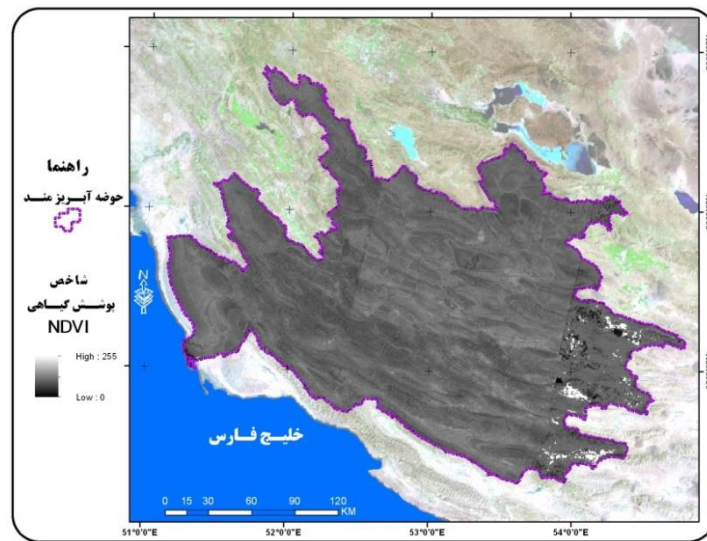 راهنما
حوضه آبریز مند
شاخص
پوشش گیاهی
NDVI
High : 255
Low : 0
N
خلیج فارس
0 15 30 60 90 120
KM
51°0'0"E 52°0'0"E 53°0'0"E 54°0'0"E